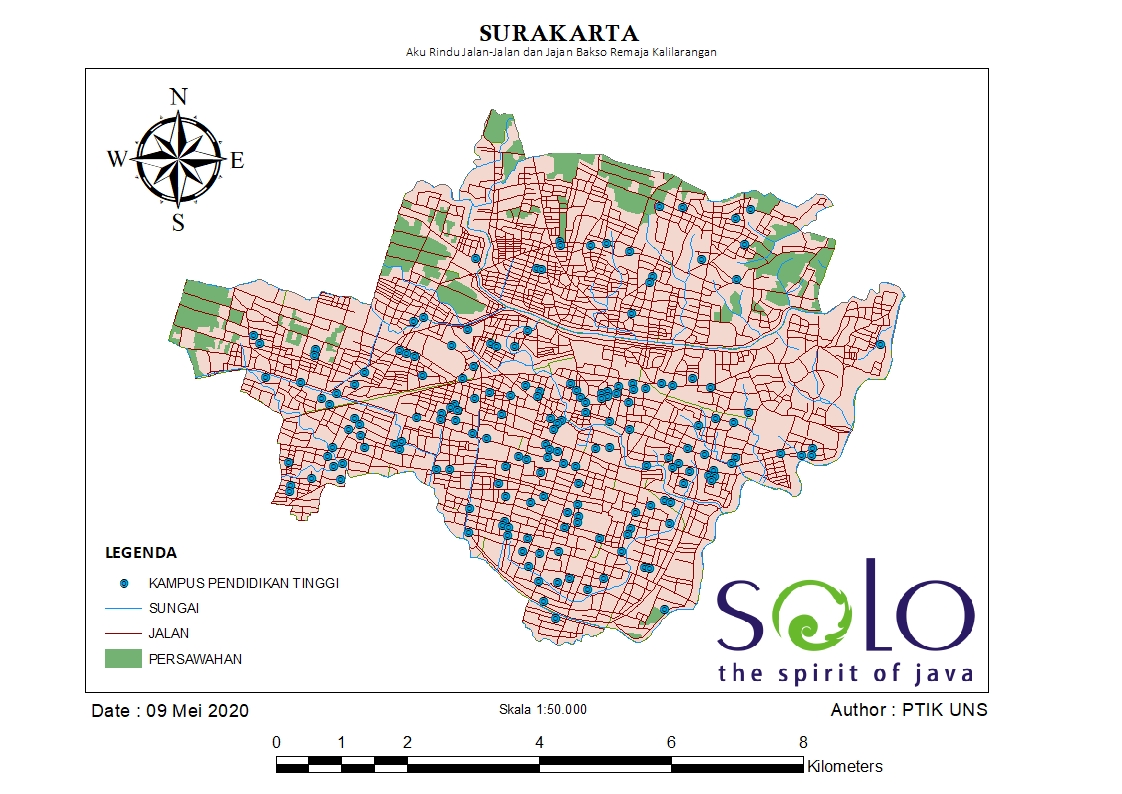 SURAKARTA
Aku Rindu Jalan-Jalan dan Jajan Bakso Remaja Kalilarangan
N
W E
S
LEGENDA
KAMPUS PENDIDIKAN TINGGI
SUNGAI
JALAN
PERSAWAHAN
SOLO
the spirit of java
Date : 09 Mei 2020
Skala 1:50.000
Author : PTIK UNS
0 1 2 4 6 8
Kilometers